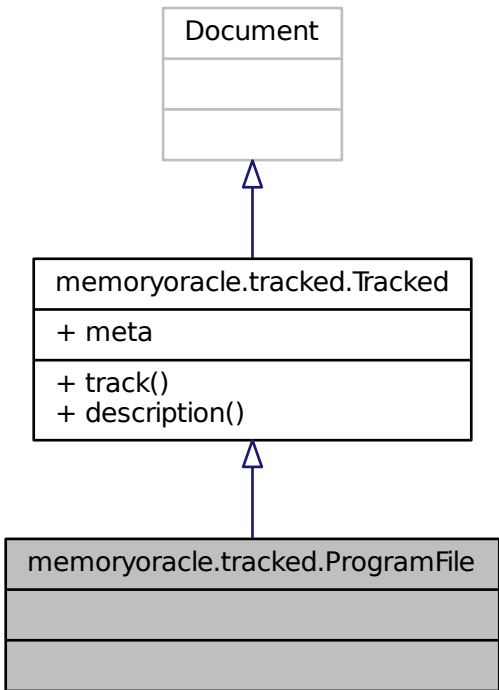 Document
memoryoracle.tracked.Tracked
+ meta
+ track()
+ description()
memoryoracle.tracked.ProgramFile